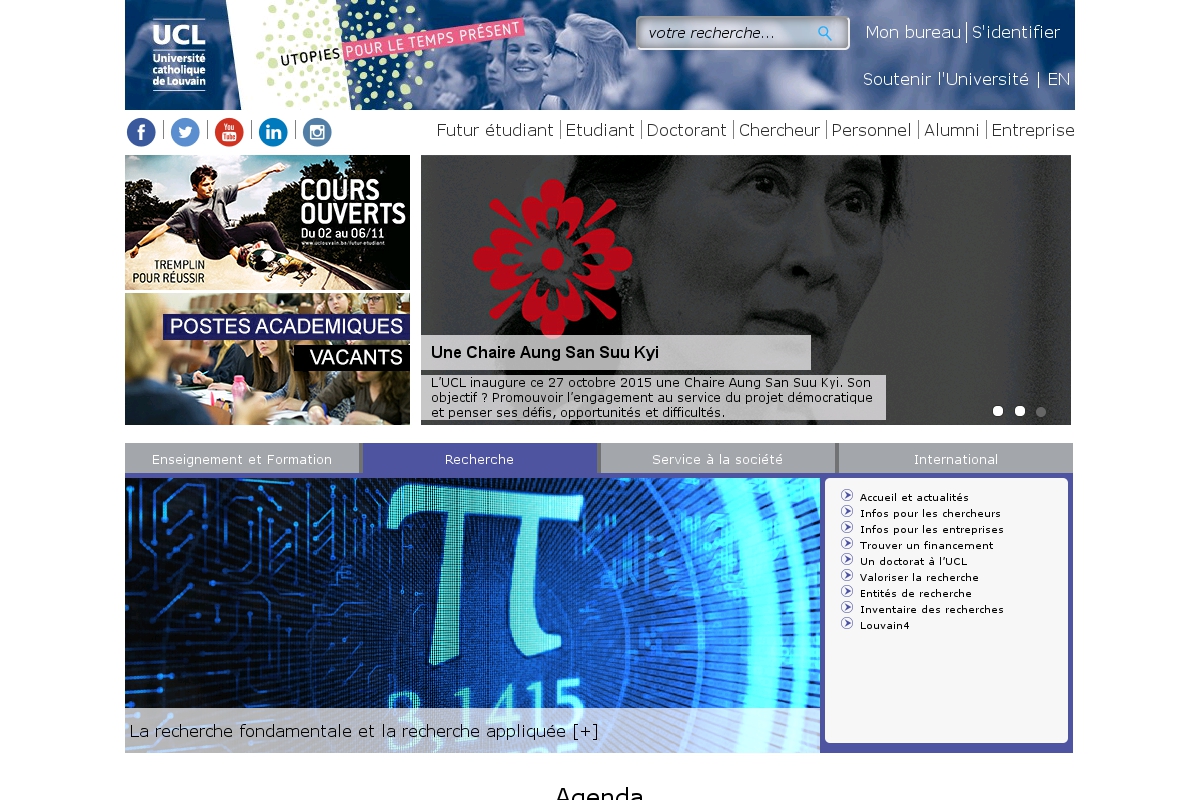 UCL
Université
catholique
de Louvain
UTOPIES POUR LE TEMPS PRÉSENT
votre recherche...
Mon bureau | S'identifier
Soutenir l'Université | EN
f
You
Tube
in
Futur étudiant | Etudiant | Doctorant | Chercheur | Personnel | Alumni | Entreprise
COURS
OUVERTS
Du 02 au 06/11
www.uclouvain.be/futur-etudiant
TREMPLIN
POUR RÉUSSIR
POSTES ACADEMIQUES
VACANTS
Une Chaire Aung San Suu Kyi
L'UCL inaugure ce 27 octobre 2015 une Chaire Aung San Suu Kyi. Son
objectif ? Promouvoir l'engagement au service du projet démocratique
et penser ses défis, opportunités et difficultés.
Enseignement et Formation
Recherche
Service à la société
International
π
3,1415
La recherche fondamentale et la recherche appliquée [+]
Accueil et actualités
Infos pour les chercheurs
Infos pour les entreprises
Trouver un financement
Un doctorat à l'UCL
Valoriser la recherche
Entités de recherche
Inventaire des recherches
Louvain4
Agenda